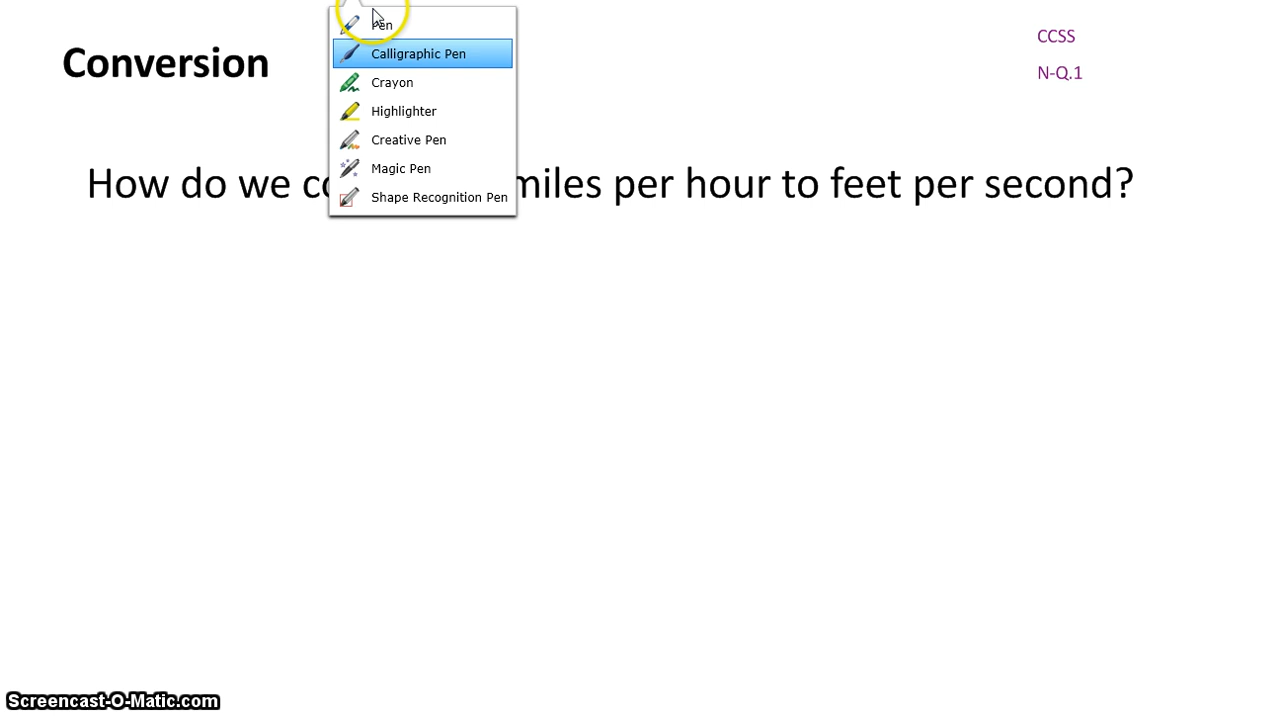 Conversion
CCSS
N-Q.1
Pen
Calligraphic Pen
Crayon
Highlighter
Creative Pen
Magic Pen
Shape Recognition Pen
How do we miles per hour to feet per second?
Screencast-O-Matic.com